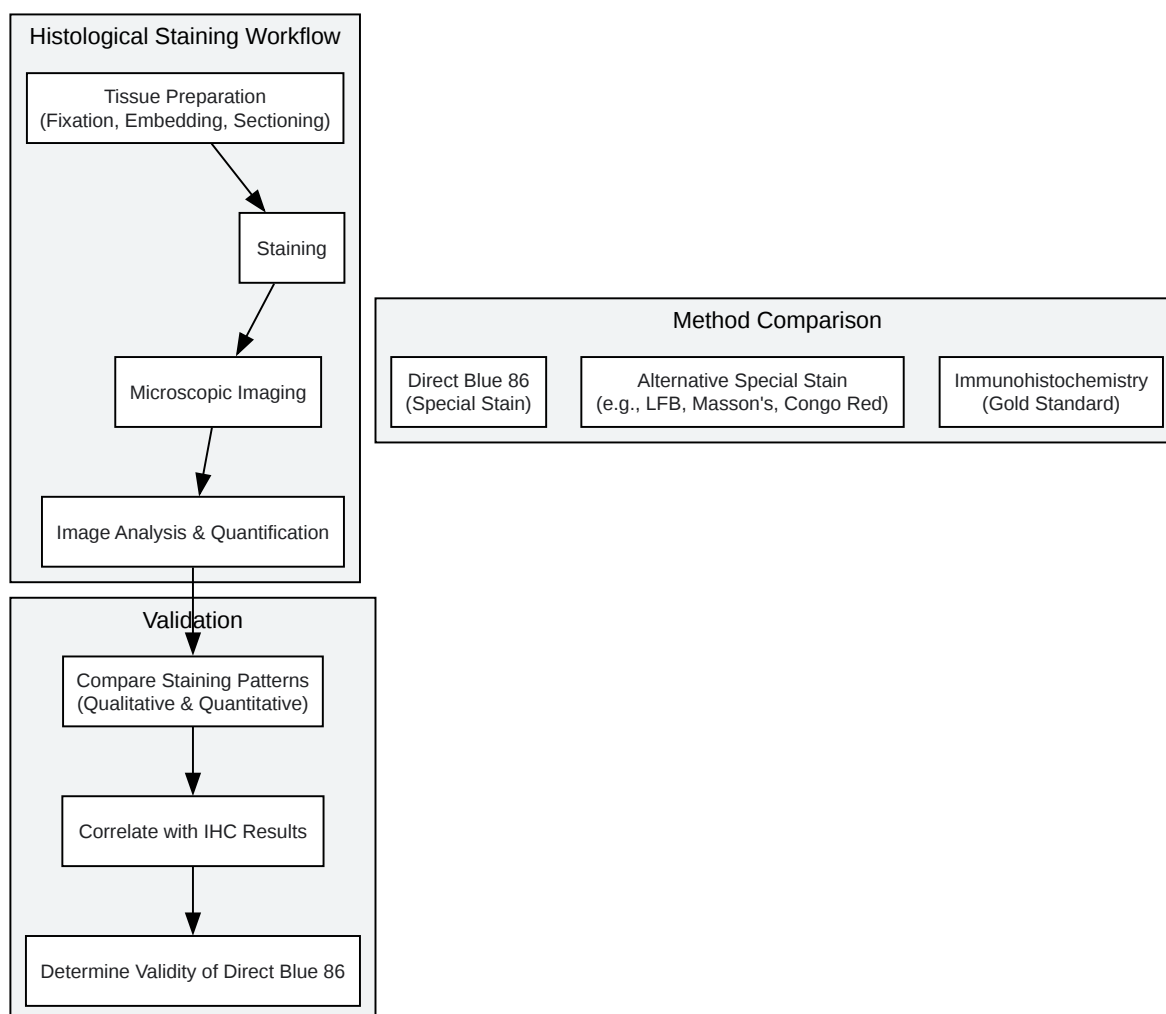 Histological Staining Workflow
Tissue Preparation
(Fixation, Embedding, Sectioning)
Staining
Microscopic Imaging
Image Analysis & Quantification
Method Comparison
Direct Blue 86
(Special Stain)
Alternative Special Stain
(e.g., LFB, Masson's, Congo Red)
Immunohistochemistry
(Gold Standard)
Validation
Compare Staining Patterns
(Qualitative & Quantitative)
Correlate with IHC Results
Determine Validity of Direct Blue 86